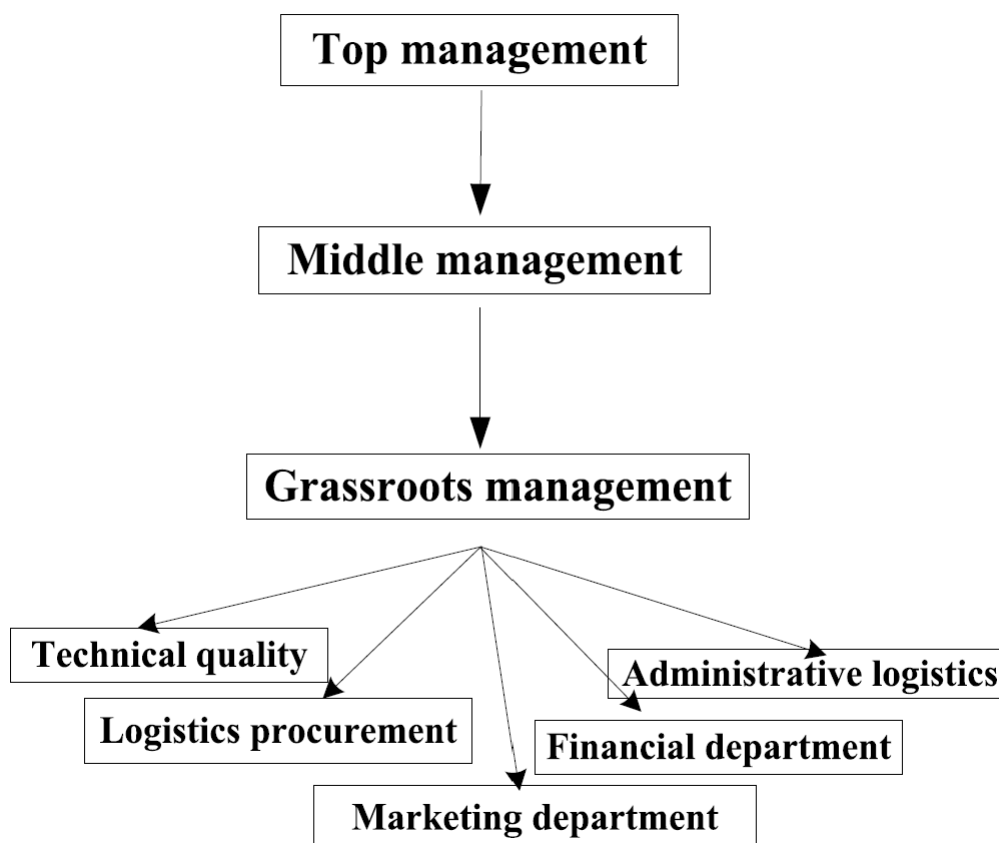 Top management
Middle management
Grassroots management
Technical quality
Administrative logistics
Logistics procurement
Financial department
Marketing department